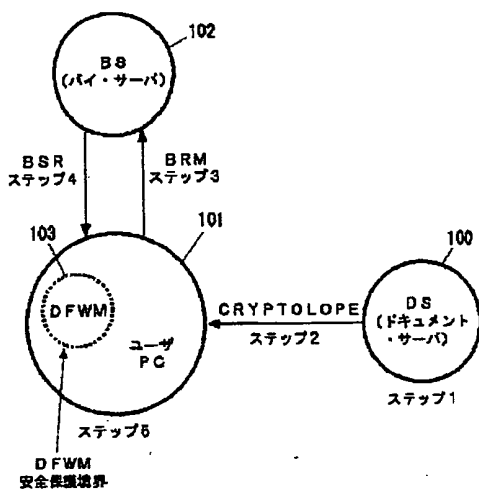 102
BS
(バイ・サーバ)
BSR
ステップ4
BRM
ステップ3
103
101
100
DFWM
ユーザ
PC
CRYPTOLOPE
ステップ2
DS
(ドキュメント
・サーバ)
ステップ1
ステップ5
DFWM
安全保護境界